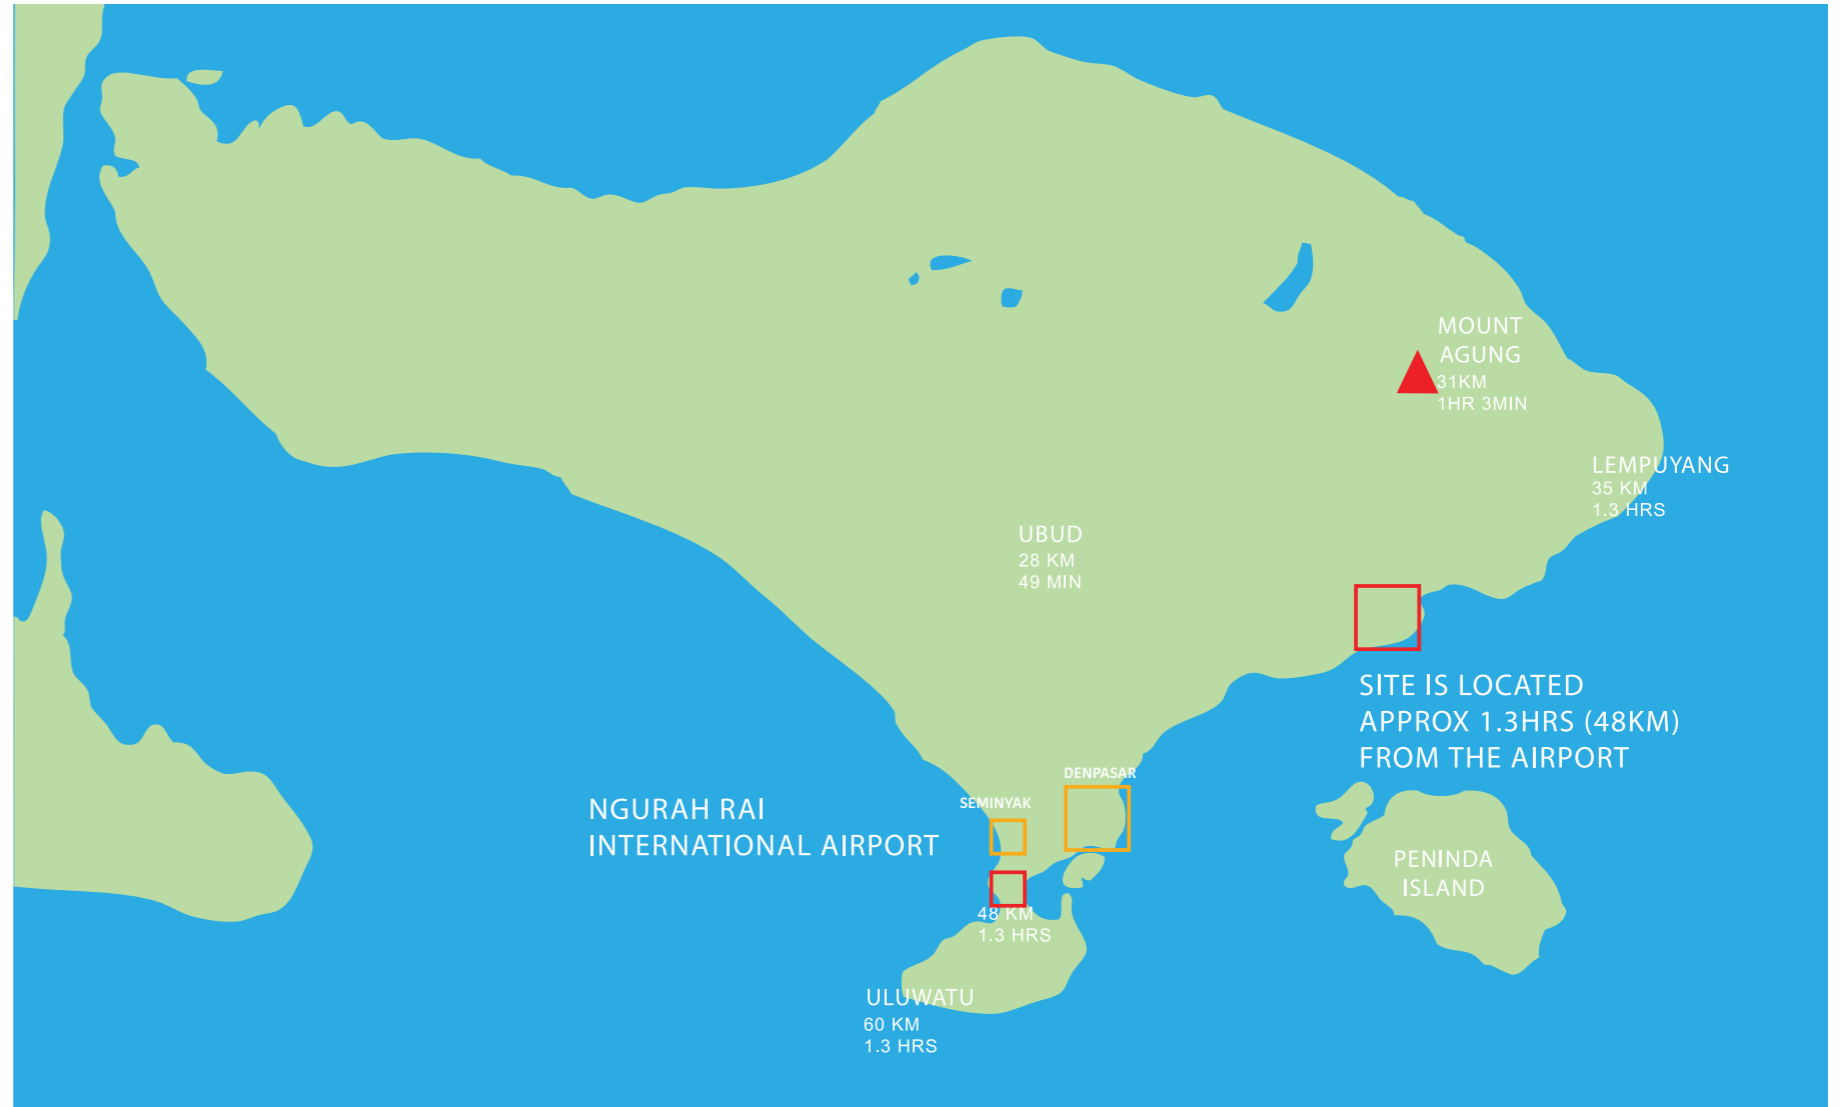 MOUNT
AGUNG
31KM
1HR 3MIN
LEMPUYANG
35 KM
1.3 HRS
UBUD
28 KM
49 MIN
SITE IS LOCATED
APPROX 1.3HRS (48KM)
FROM THE AIRPORT
DENPASAR
SEMINYAK
NGURAH RAI
INTERNATIONAL AIRPORT
PENINDA
ISLAND
48 KM
1.3 HRS
ULUWATU
60 KM
1.3 HRS